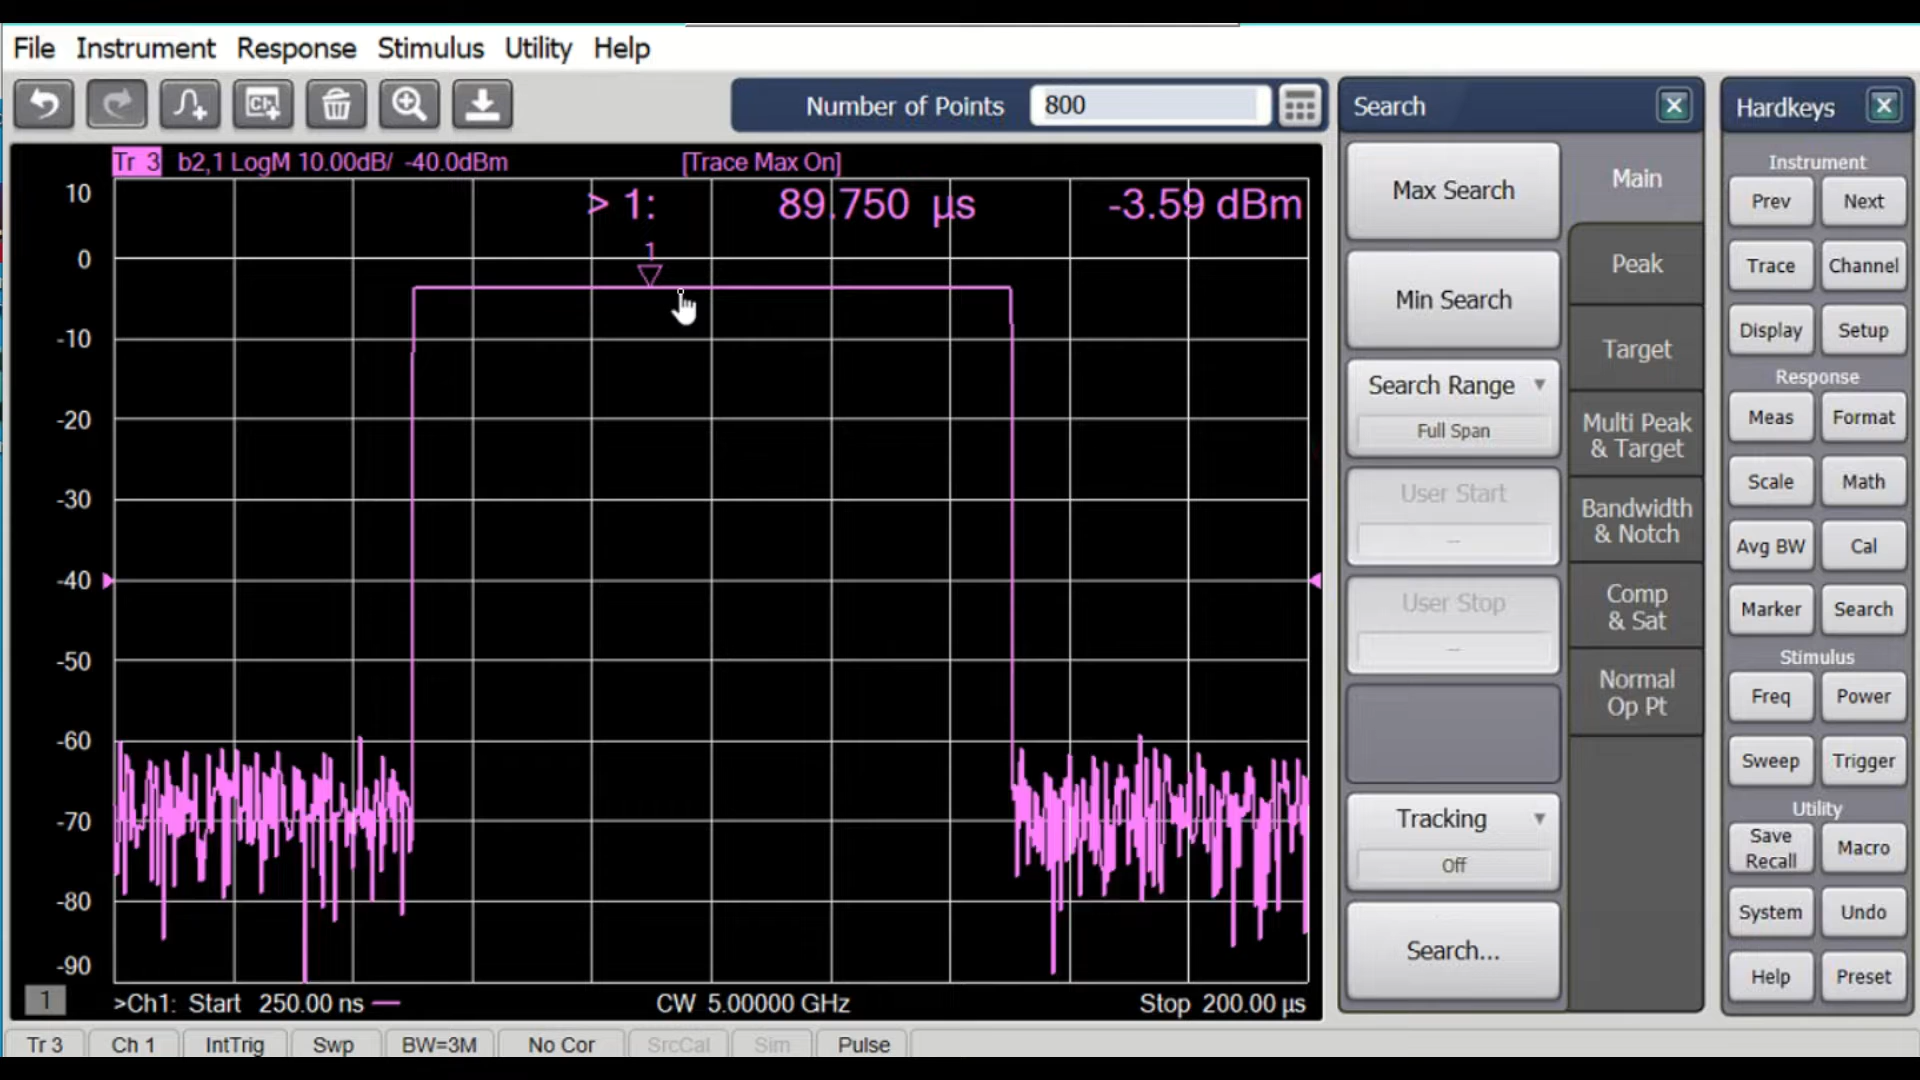 File Instrument Response Stimulus Utility Help
Number of Points 800
Tr 3 b2,1 LogM 10.00dB/ -40.0dBm [Trace Max On]
> 1: 89.750 µs -3.59 dBm
1
10
0
-10
-20
-30
-40
-50
-60
-70
-80
-90
1 >Ch1: Start 250.00 ns CW 5.00000 GHz Stop 200.00 µs
Tr 3 Ch 1 IntTrig Swp BW=3M No Cor SrcCal Sim Pulse
Search
Max Search
Min Search
Search Range
Full Span
User Start
--
User Stop
--
Tracking
Off
Search...
Main
Peak
Target
Multi Peak
& Target
Bandwidth
& Notch
Comp
& Sat
Normal
Op Pt
Hardkeys
Instrument
Prev Next
Trace Channel
Display Setup
Response
Meas Format
Scale Math
Avg BW Cal
Marker Search
Stimulus
Freq Power
Sweep Trigger
Utility
Save
Recall Macro
System Undo
Help Preset
CH